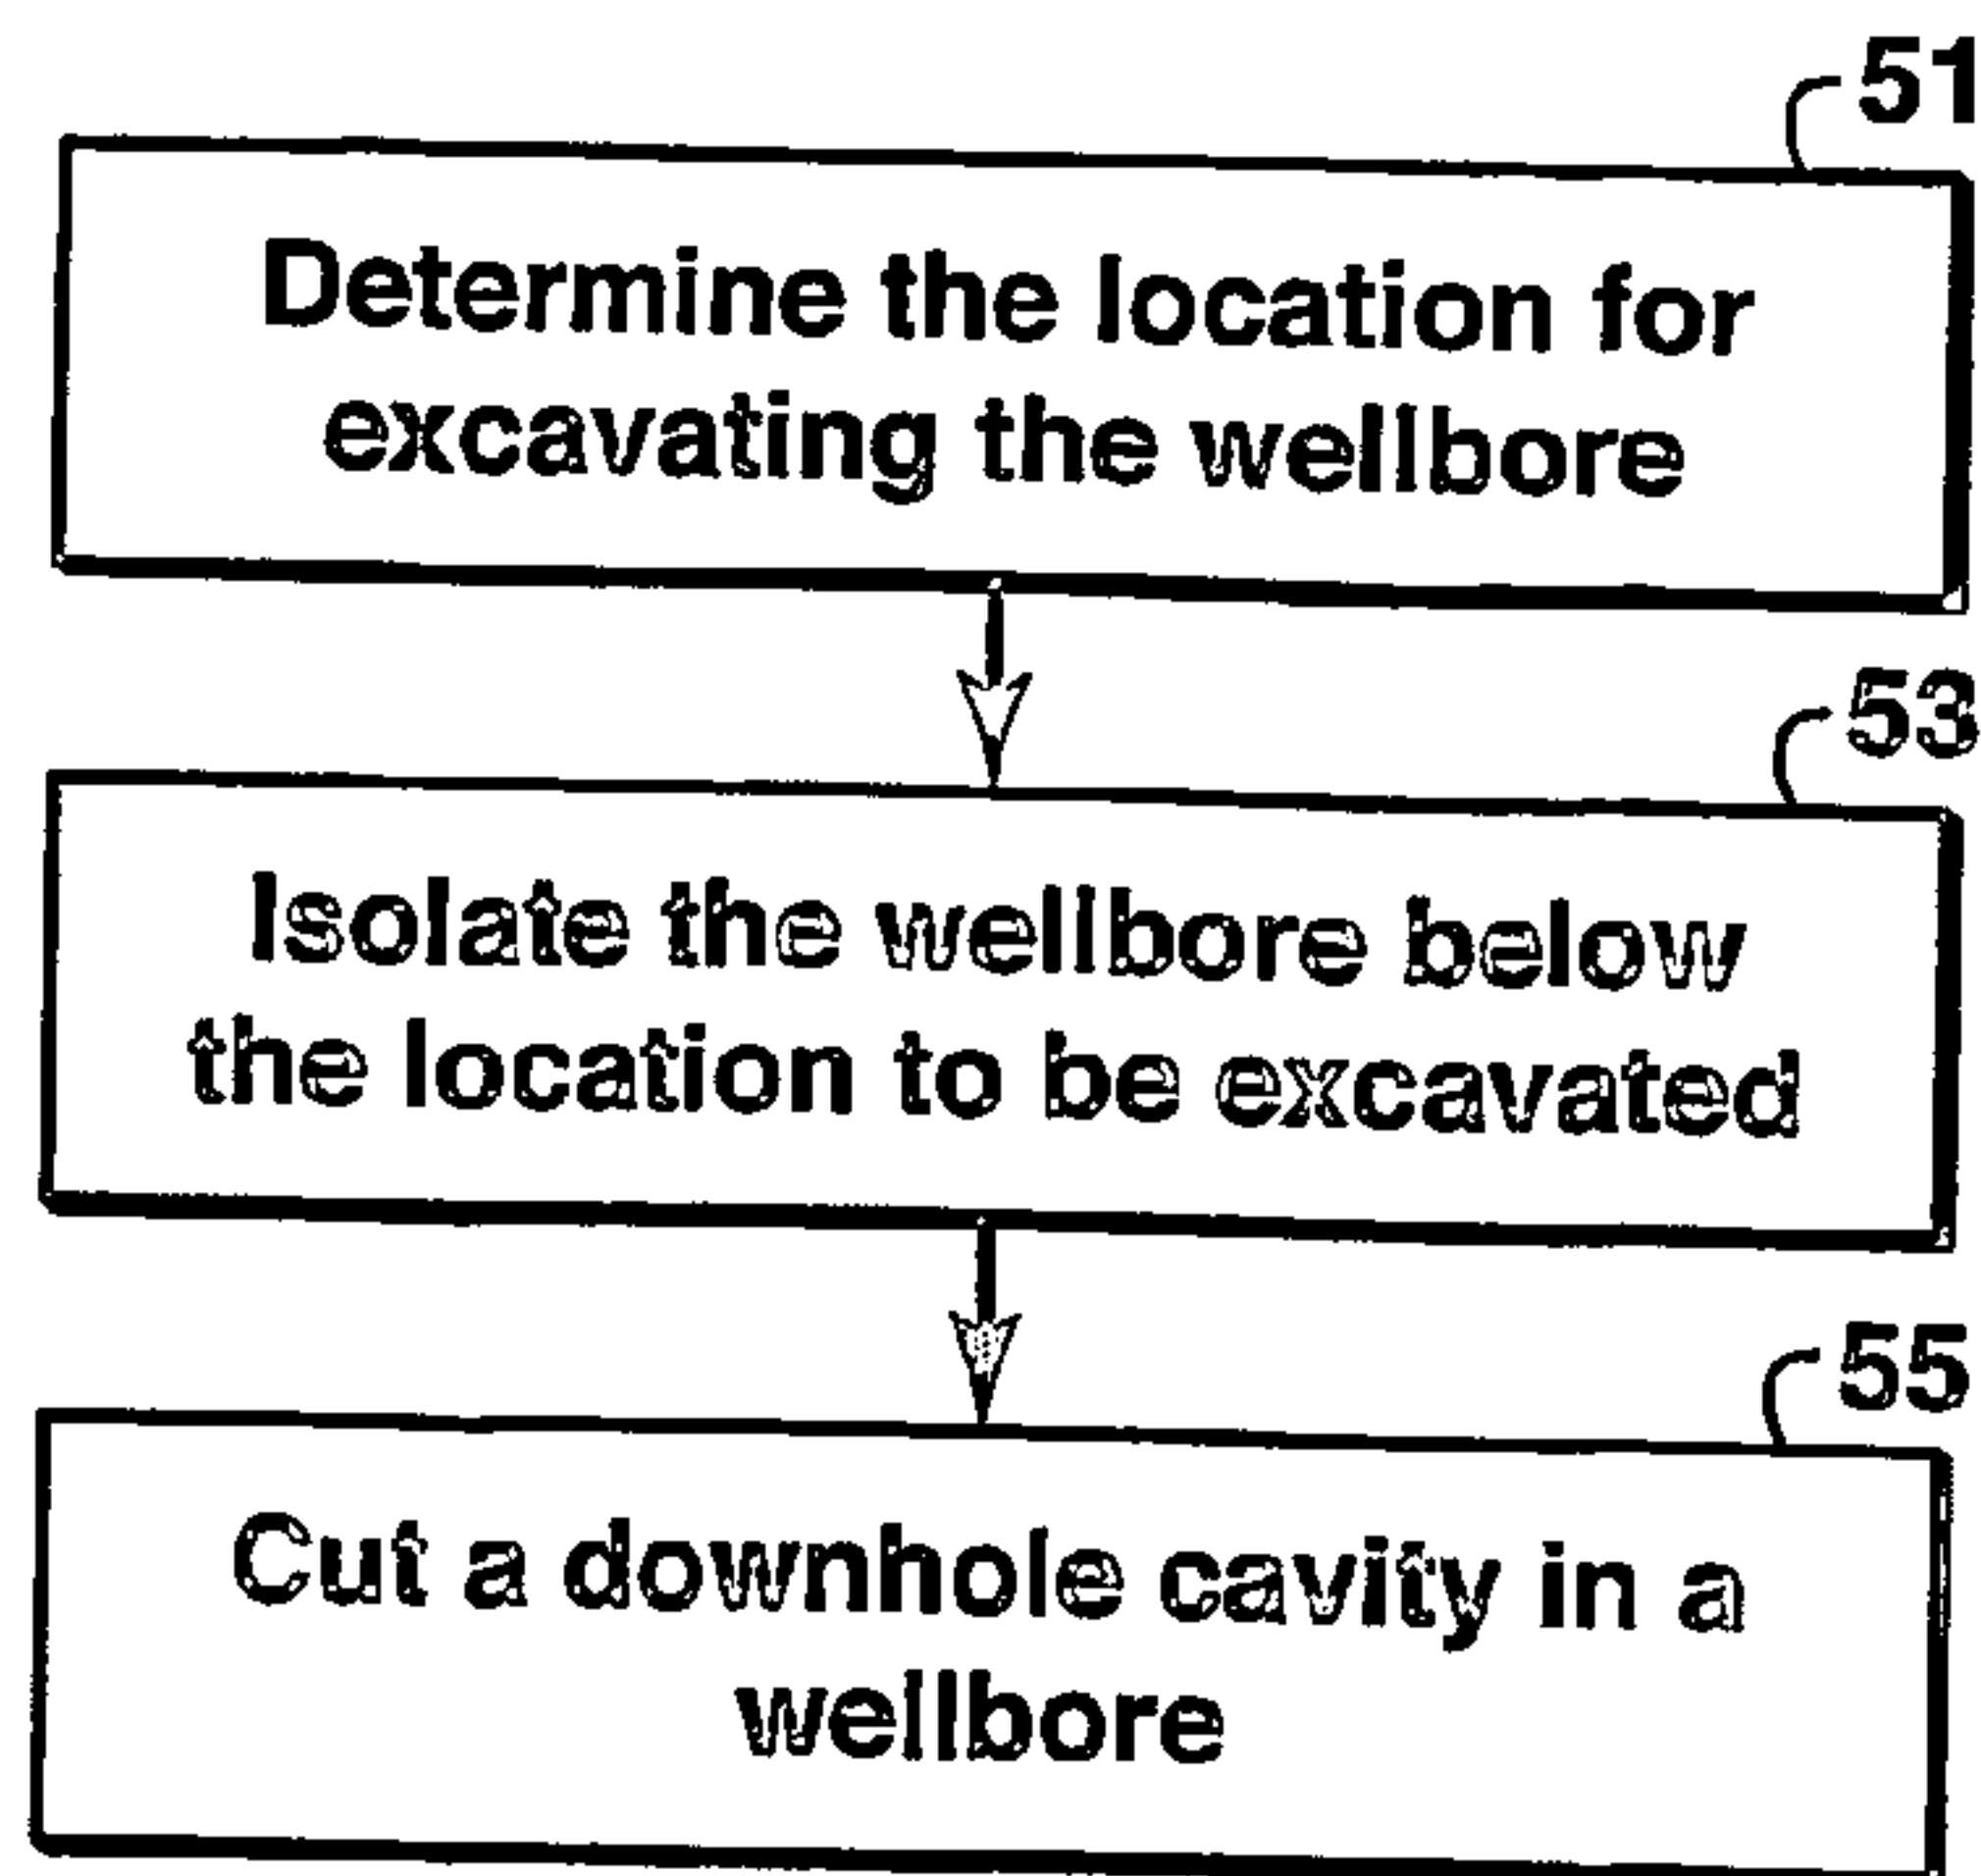 51
Determine the location for
excavating the wellbore
53
Isolate the wellbore below
the location to be excavated
55
Cut a downhole cavity in a
wellbore